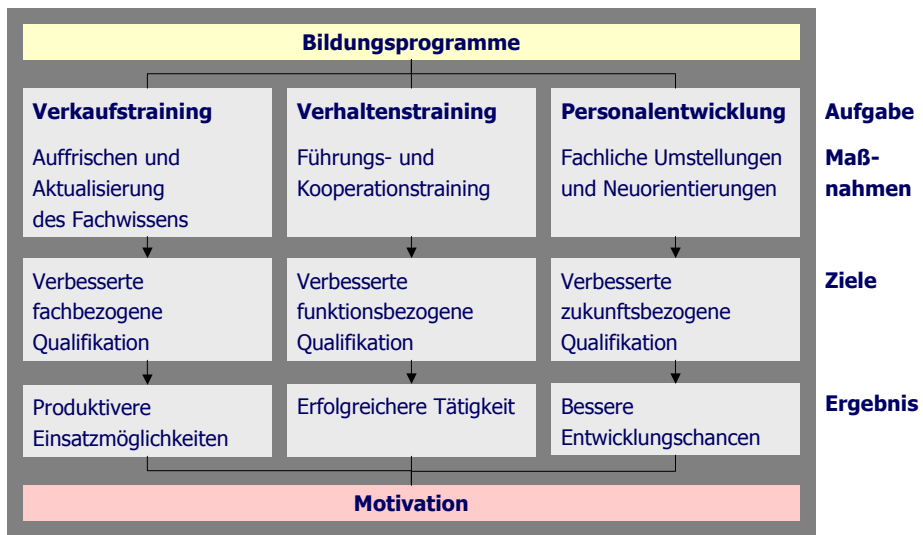 Bildungsprogramme
Verkaufstraining
Verhaltenstraining
Personalentwicklung
Aufgabe
Auffrischen und
Aktualisierung
des Fachwissens
Führungs- und
Kooperationstraining
Fachliche Umstellungen
und Neuorientierungen
Maß-
nahmen
Verbesserte
fachbezogene
Qualifikation
Verbesserte
funktionsbezogene
Qualifikation
Verbesserte
zukunftsbezogene
Qualifikation
Ziele
Produktivere
Einsatzmöglichkeiten
Erfolgreichere Tätigkeit
Bessere
Entwicklungschancen
Ergebnis
Motivation